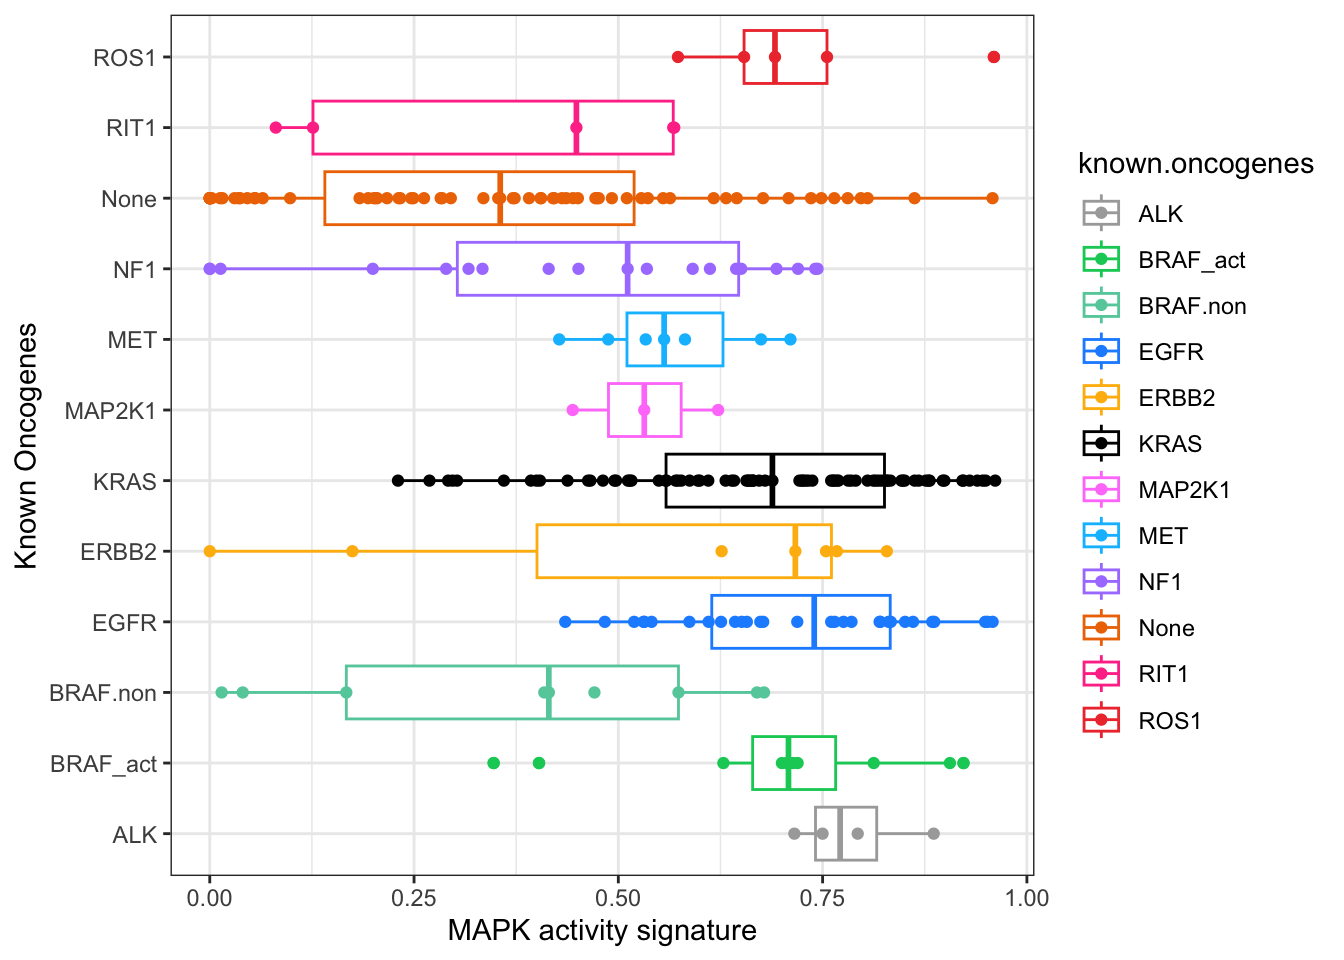 Known Oncogenes
ROS1
RIT1
None
NF1
MET
MAP2K1
KRAS
ERBB2
EGFR
BRAF.non
BRAF_act
ALK
0.00 0.25 0.50 0.75 1.00
MAPK activity signature
known.oncogenes
ALK
BRAF_act
BRAF.non
EGFR
ERBB2
KRAS
MAP2K1
MET
NF1
None
RIT1
ROS1